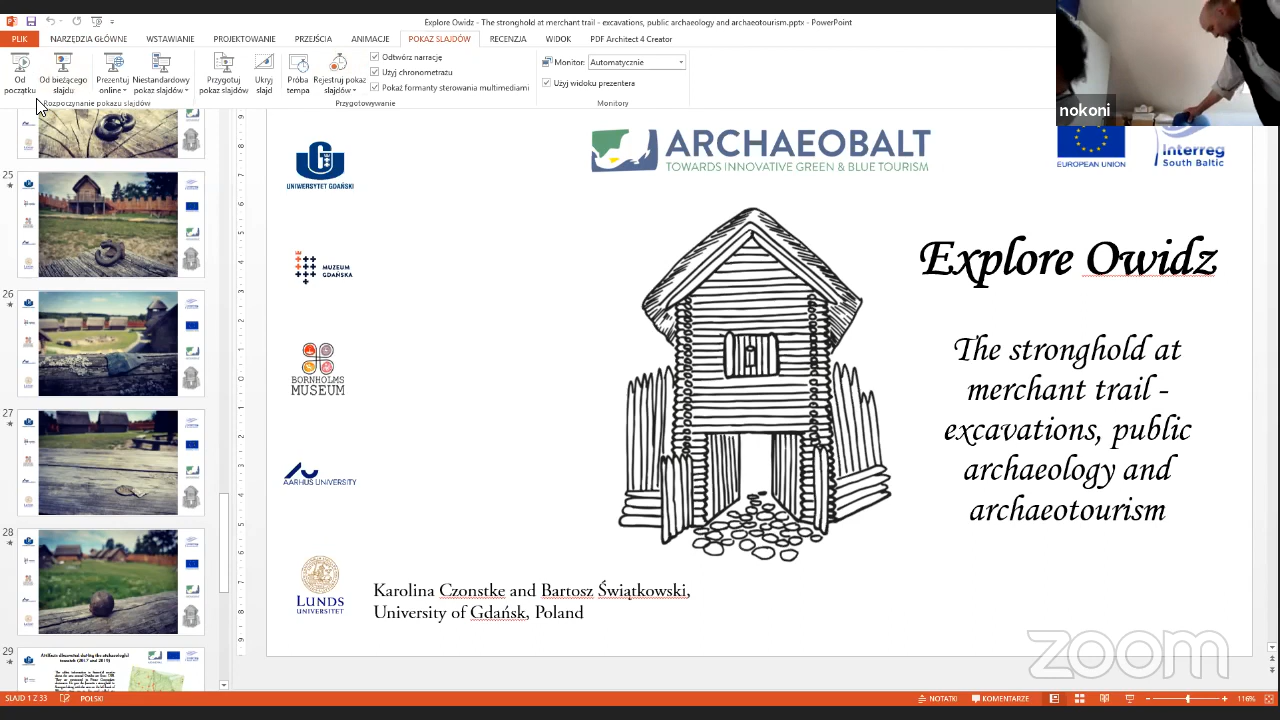 Explore Owidz - The stronghold at merchant trail - excavations, public archaeology and archaeotourism.pptx - PowerPoint
PLIK NARZĘDZIA GŁÓWNE WSTAWIANIE PROJEKTOWANIE PRZEJŚCIA ANIMACJE POKAZ SLAJDÓW RECENZJA WIDOK PDF Architect 4 Creator
Od początku
Od bieżącego slajdu
Prezentuj online
Niestandardowy pokaz slajdów
Przygotuj pokaz slajdów
Ukryj slajd
Próba tempa
Rejestruj pokaz slajdów
Odtwórz narrację
Użyj chronometrażu
Pokaż formanty sterowania multimediami
Monitor: Automatycznie
Użyj widoku prezentera
Rozpoczynanie pokazu slajdów
Przygotowywanie
Monitory
nokoni
25
26
27
28
29
UNIWERSYTET GDAŃSKI
MUZEUM
GDAŃSKA
BORNHOLMS
MUSEUM
AARHUS UNIVERSITY
LUNDS
UNIVERSITET
ARCHAEOBALT
TOWARDS INNOVATIVE GREEN & BLUE TOURISM
EUROPEAN UNION
Interreg
South Baltic
Explore Owidz
The stronghold at
merchant trail -
excavations, public
archaeology and
archaeotourism
Karolina Czonstke and Bartosz Świątkowski,
University of Gdańsk, Poland
zoom
SLAJD 1 Z 33 POLSKI NOTATKI KOMENTARZE 116%